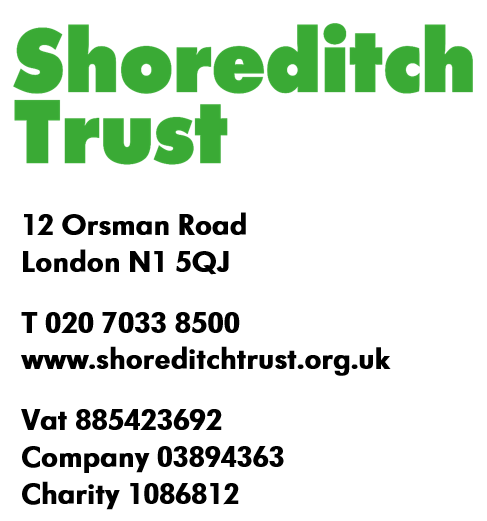 Shoreditch
Trust
12 Orsman Road
London N1 5QJ
T 020 7033 8500
www.shoreditchtrust.org.uk
Vat 885423692
Company 03894363
Charity 1086812